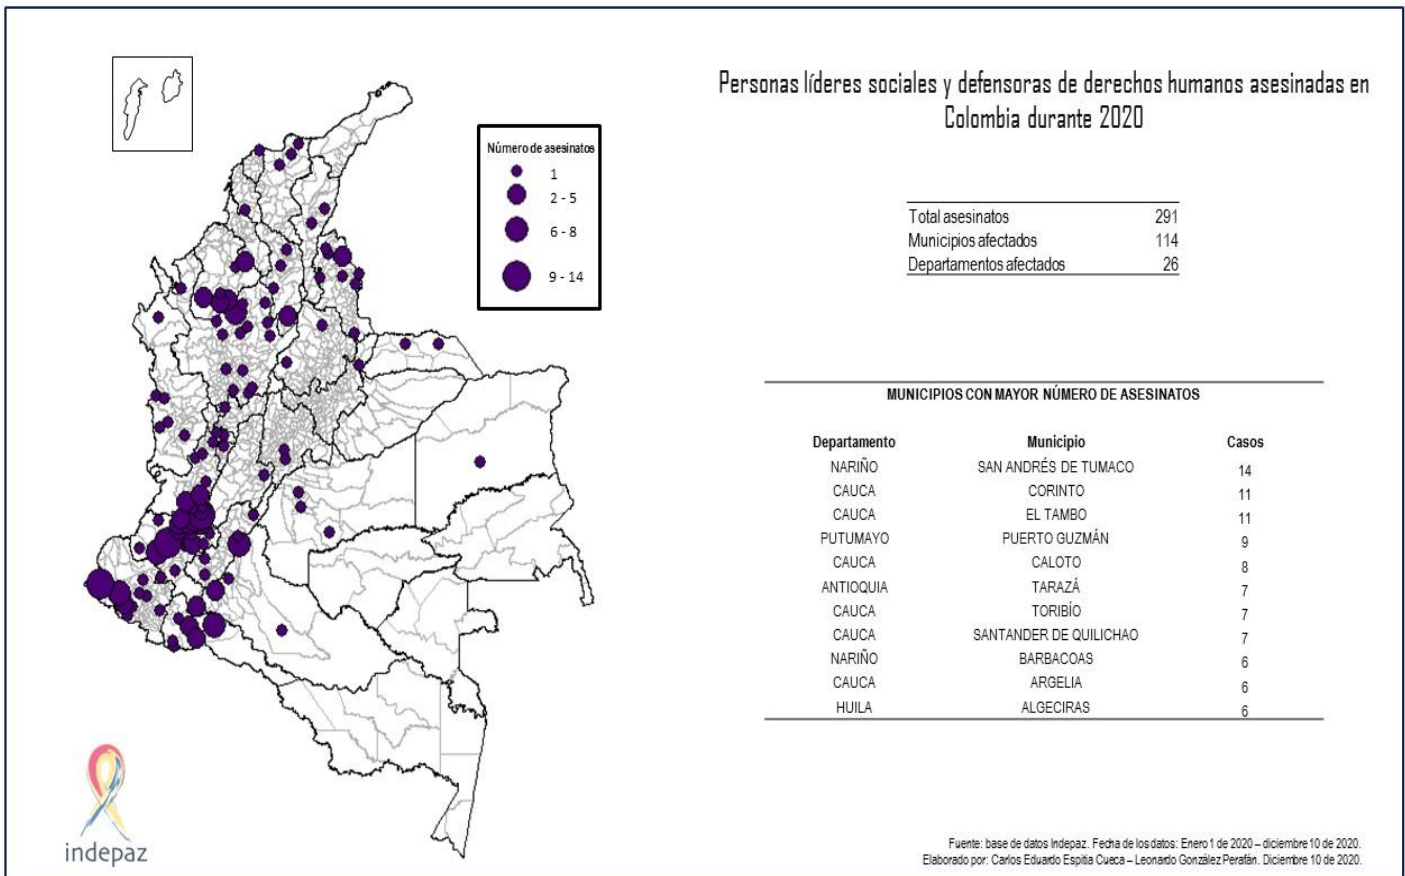 Personas líderes sociales y defensoras de derechos humanos asesinadas en
Colombia durante 2020
Número de asesinatos
1
2 - 5
6 - 8
9 - 14
Total asesinatos 291
Municipios afectados 114
Departamentos afectados 26
MUNICIPIOS CON MAYOR NÚMERO DE ASESINATOS
Departamento Municipio Casos
NARIÑO SAN ANDRÉS DE TUMACO 14
CAUCA CORINTO 11
CAUCA EL TAMBO 11
PUTUMAYO PUERTO GUZMÁN 9
CAUCA CALOTO 8
ANTIOQUIA TARAZÁ 7
CAUCA TORIBÍO 7
CAUCA SANTANDER DE QUILICHAO 7
NARIÑO BARBACOAS 6
CAUCA ARGELIA 6
HUILA ALGECIRAS 6
indepaz
Fuente: base de datos Indepaz. Fecha de los datos: Enero 1 de 2020 – diciembre 10 de 2020.
Elaborado por: Carlos Eduardo Espitia Cueca – Leonardo González Perafán. Diciembre 10 de 2020.